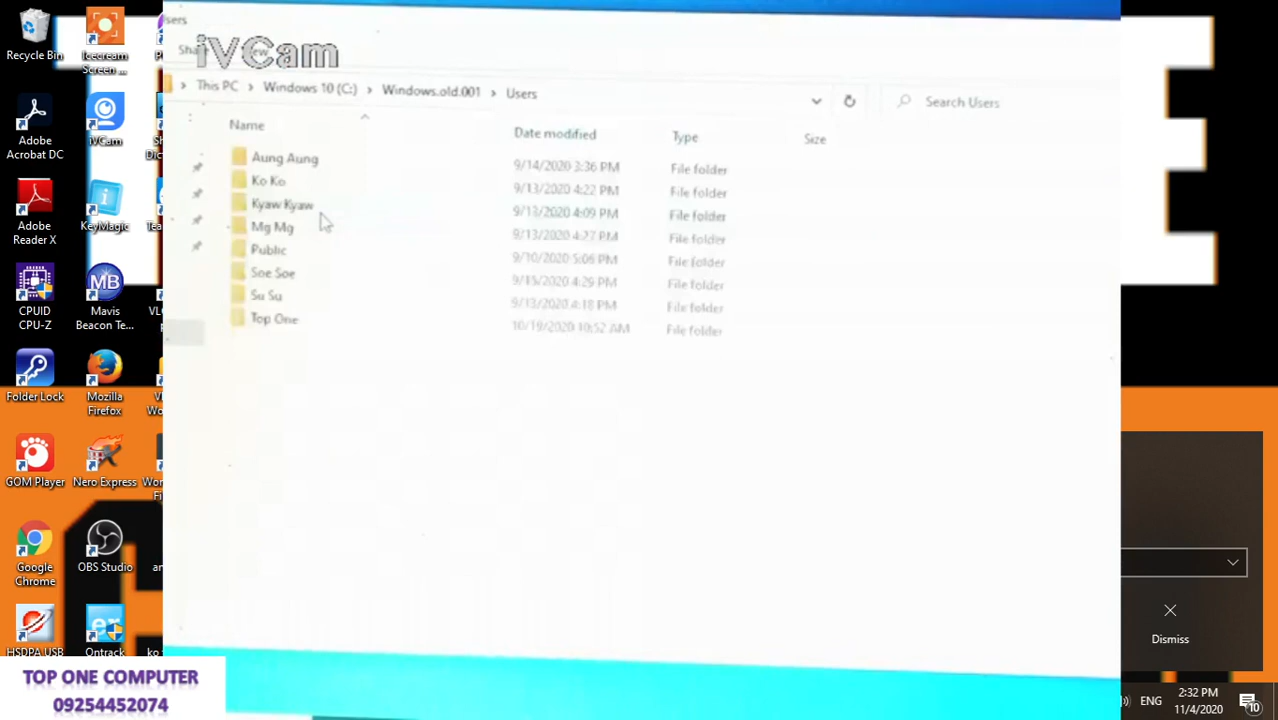 Recycle Bin
Icecream
Screen ...
Adobe
Acrobat DC
iVCam
Adobe
Reader X
KeyMagic
CPUID
CPU-Z
Mavis
Beacon Te...
Folder Lock
Mozilla
Firefox
GOM Player
Nero Express
Google
Chrome
OBS Studio
HSDPA USB
Ontrack
TOP ONE COMPUTER
09254452074
iVCam
This PC > Windows 10 (C:) > Windows.old.001 > Users
Search Users
Name Date modified Type Size
Aung Aung 9/14/2020 3:36 PM File folder
Ko Ko 9/13/2020 4:22 PM File folder
Kyaw Kyaw 9/13/2020 4:09 PM File folder
Mg Mg 9/13/2020 4:27 PM File folder
Public 9/10/2020 5:06 PM File folder
Soe Soe 9/15/2020 4:29 PM File folder
Su Su 9/13/2020 4:18 PM File folder
Top One 10/19/2020 10:52 AM File folder
Dismiss
ENG
2:32 PM
11/4/2020
10